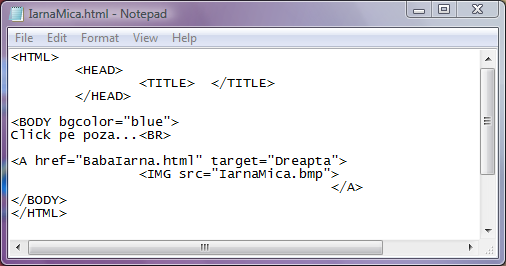 IarnaMica.html - Notepad
File Edit Format View Help
<HTML>
<HEAD>
<TITLE> </TITLE>
</HEAD>
<BODY bgcolor="blue">
Click pe poza...<BR>
<A href="BabaIarna.html" target="Dreapta">
<IMG src="IarnaMica.bmp">
</A>
</BODY>
</HTML>